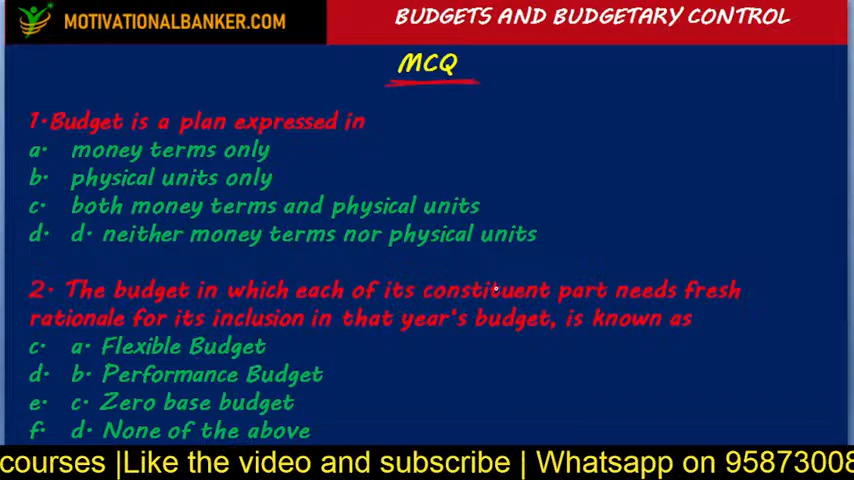 MOTIVATIONALBANKER.COM
BUDGETS AND BUDGETARY CONTROL
MCQ
1. Budget is a plan expressed in
a. money terms only
b. physical units only
c. both money terms and physical units
d. d. neither money terms nor physical units
2. The budget in which each of its constituent part needs fresh
rationale for its inclusion in that year's budget, is known as
c. a. Flexible Budget
d. b. Performance Budget
e. c. Zero base budget
f. d. None of the above
courses |Like the video and subscribe | Whatsapp on 9587300